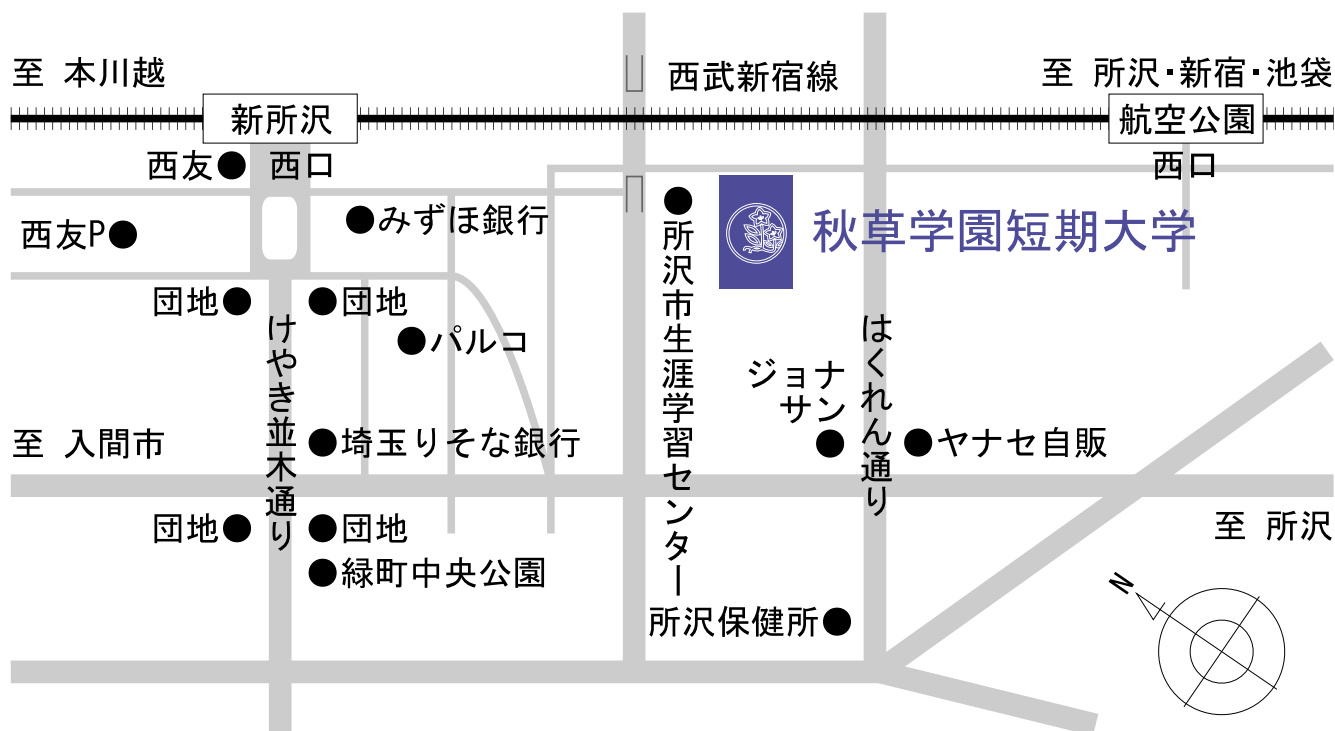 至 本川越
西武新宿線
至 所沢・新宿・池袋
新所沢
航空公園
西友
西口
西口
西友P
みずほ銀行
秋草学園短期大学
所沢市生涯学習センター
団地
団地
けやき並木通り
パルコ
はくれん通り
ジョナ
サン
至 入間市
埼玉りそな銀行
ヤナセ自販
団地
団地
至 所沢
緑町中央公園
所沢保健所
N